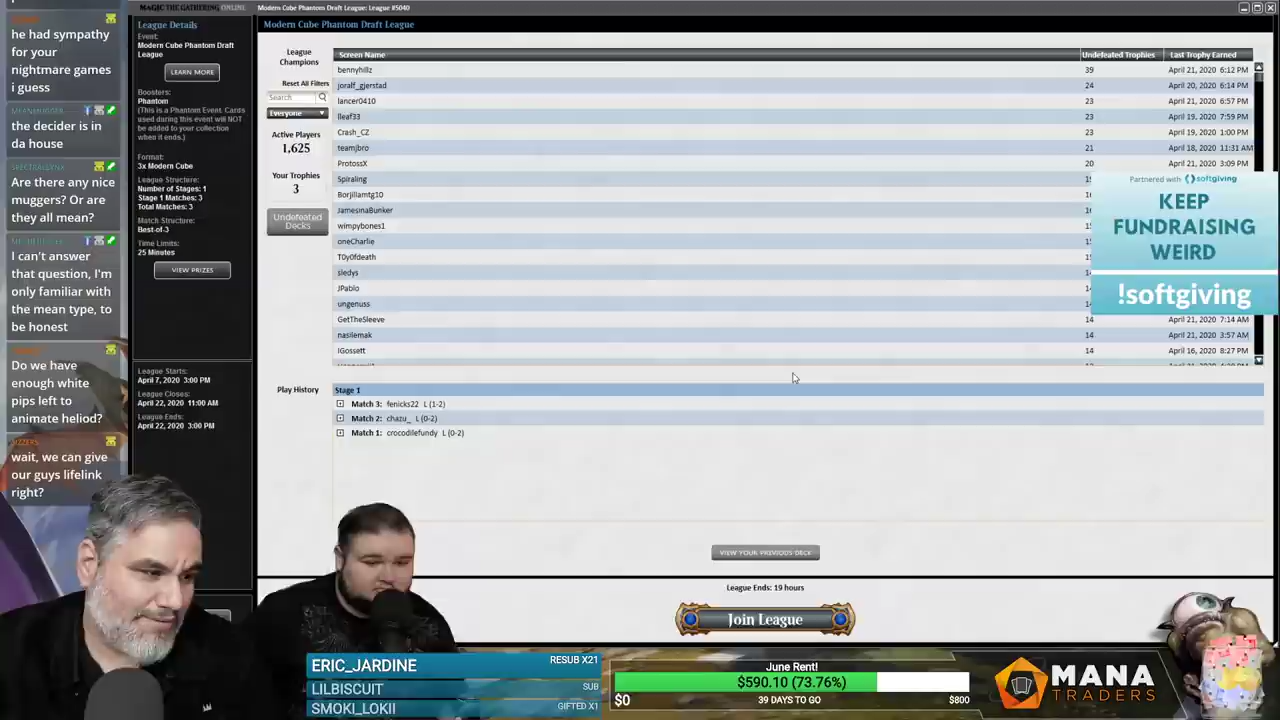 he had sympathy
for your
nightmare games
i guess
the decider is in
da house
Are there any nice
muggers? Or are
they all mean?
I can't answer
that question, I'm
only familiar with
the mean type, to
be honest
Do we have
enough white
pips left to
animate heliod?
wait, we can give
our guys lifelink
right?
MAGIC THE GATHERING ONLINE
Modern Cube Phantom Draft League: League #5040
League Details
Event:
Modern Cube Phantom Draft
League
LEARN MORE
Boosters:
Phantom
(This is a Phantom Event. Cards
used during this event will NOT
be added to your collection
when it ends.)
Format:
3x Modern Cube
League Structure:
Number of Stages: 1
Stage 1 Matches: 3
Total Matches: 3
Match Structure:
Best-of-3
Time Limits:
25 Minutes
VIEW PRIZES
League Starts:
April 7, 2020 3:00 PM
League Closes:
April 22, 2020 11:00 AM
League Ends:
April 22, 2020 3:00 PM
Modern Cube Phantom Draft League
League
Champions
Reset All Filters
Search
Everyone
Active Players
1,625
Your Trophies
3
Undefeated
Decks
Screen Name Undefeated Trophies Last Trophy Earned
bennyhillz 39 April 21, 2020 6:12 PM
joralf_gjerstad 24 April 20, 2020 6:14 PM
lancer0410 23 April 21, 2020 6:57 PM
lleaf33 23 April 19, 2020 7:59 PM
Crash_CZ 23 April 19, 2020 1:00 PM
teamjbro 21 April 18, 2020 11:31 AM
ProtossX 20 April 21, 2020 3:09 PM
Spiraling
Borjillamtg10
JamesinaBunker
wimpybones1
oneCharlie
T0y0fdeath
sledys
JPablo
ungenuss
GetTheSleeve 14 April 21, 2020 7:14 AM
nasilemak 14 April 21, 2020 3:57 AM
IGossett 14 April 16, 2020 8:27 PM
Partnered with softgiving
KEEP
FUNDRAISING
WEIRD
!softgiving
Play History
Stage 1
Match 3: fenicks22 L (1-2)
Match 2: chazu_ L (0-2)
Match 1: crocodilefundy L (0-2)
VIEW YOUR PREVIOUS DECK
League Ends: 19 hours
Join League
ERIC_JARDINE RESUB X21
LILBISCUIT SUB
SMOKI_LOKII GIFTED X1
June Rent!
$590.10 (73.76%)
$0 39 DAYS TO GO $800
MANA
TRADERS